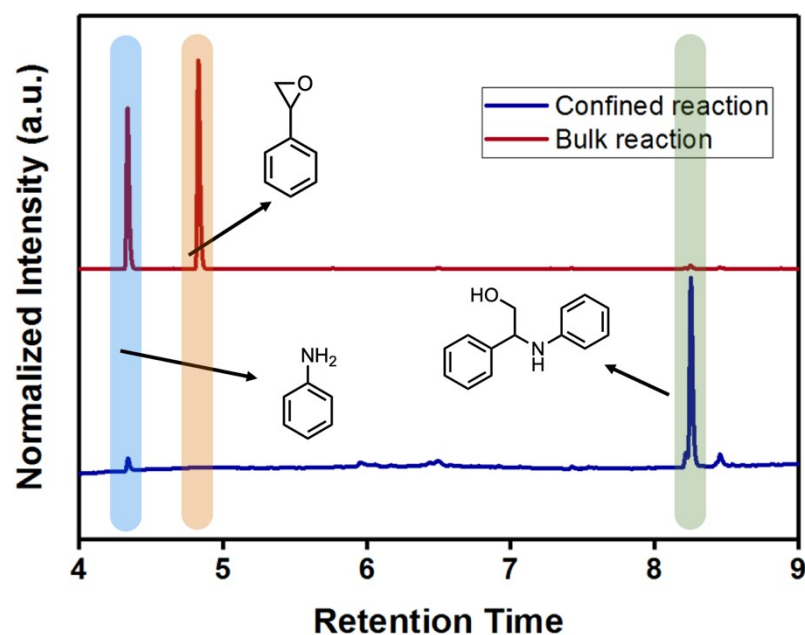 Normalized Intensity (a.u.)
O
Confined reaction
Bulk reaction
HO
N
H
NH₂
4 5 6 7 8 9
Retention Time